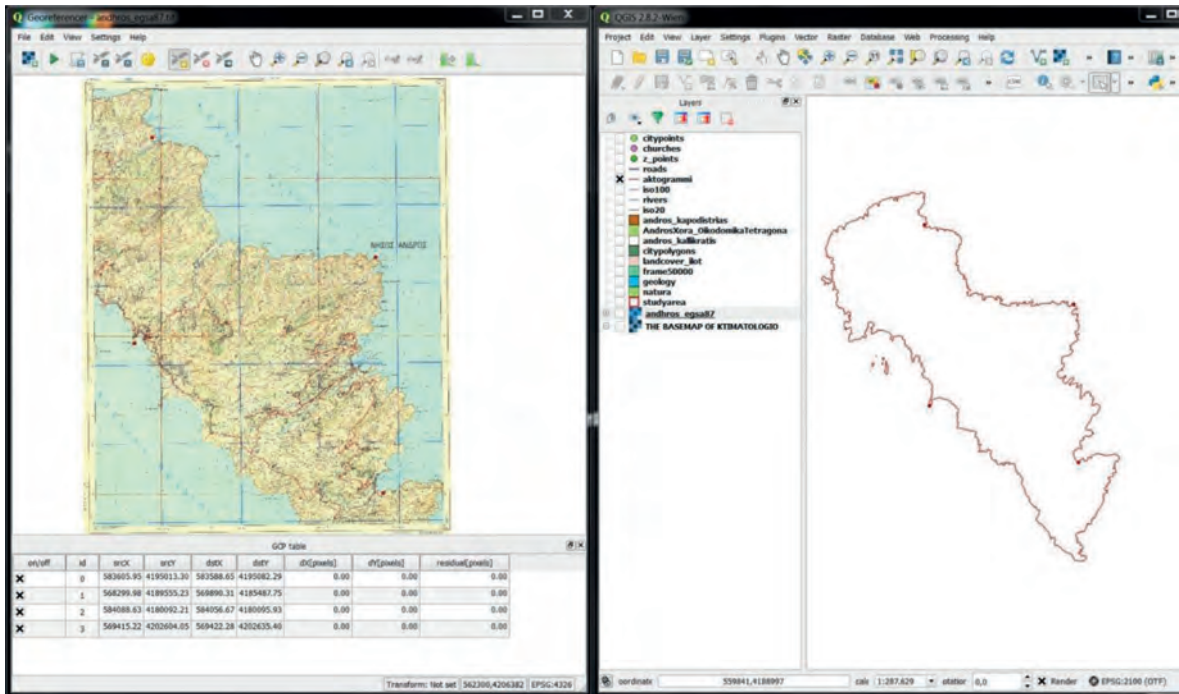 Georeferencer - andhros_egsa87.tif
File Edit View Settings Help
ΝΗΣΟΣ ΑΝΔΡΟΣ
GCP table
on/off id srcX srcY dstX dstY dX[pixels] dY[pixels] residual[pixels]
0 583605.95 4195013.30 583588.65 4195082.29 0.00 0.00 0.00
1 568299.98 4189555.23 569890.31 4185487.75 0.00 0.00 0.00
2 584088.63 4180092.21 584056.67 4180095.93 0.00 0.00 0.00
3 569415.22 4202604.05 569422.28 4202635.40 0.00 0.00 0.00
Transform: Not set 562300,4206382 EPSG:4326
QGIS 2.8.2-Wien
Project Edit View Layer Settings Plugins Vector Raster Database Web Processing Help
Layers
citypoints
churches
z_points
roads
aktogrammi
iso100
rivers
iso20
andros_kapodistrias
AndrosXora_OikodomikaTetragona
andros_kallikratis
citypolygons
landcover_ilot
frame50000
geology
natura
studyarea
andhros_egsa87
THE BASEMAP OF KTIMATOLOGIO
oordinate 559841,4188997 cale 1:287,629 otation 0,0 Render EPSG:2100 (OTF)